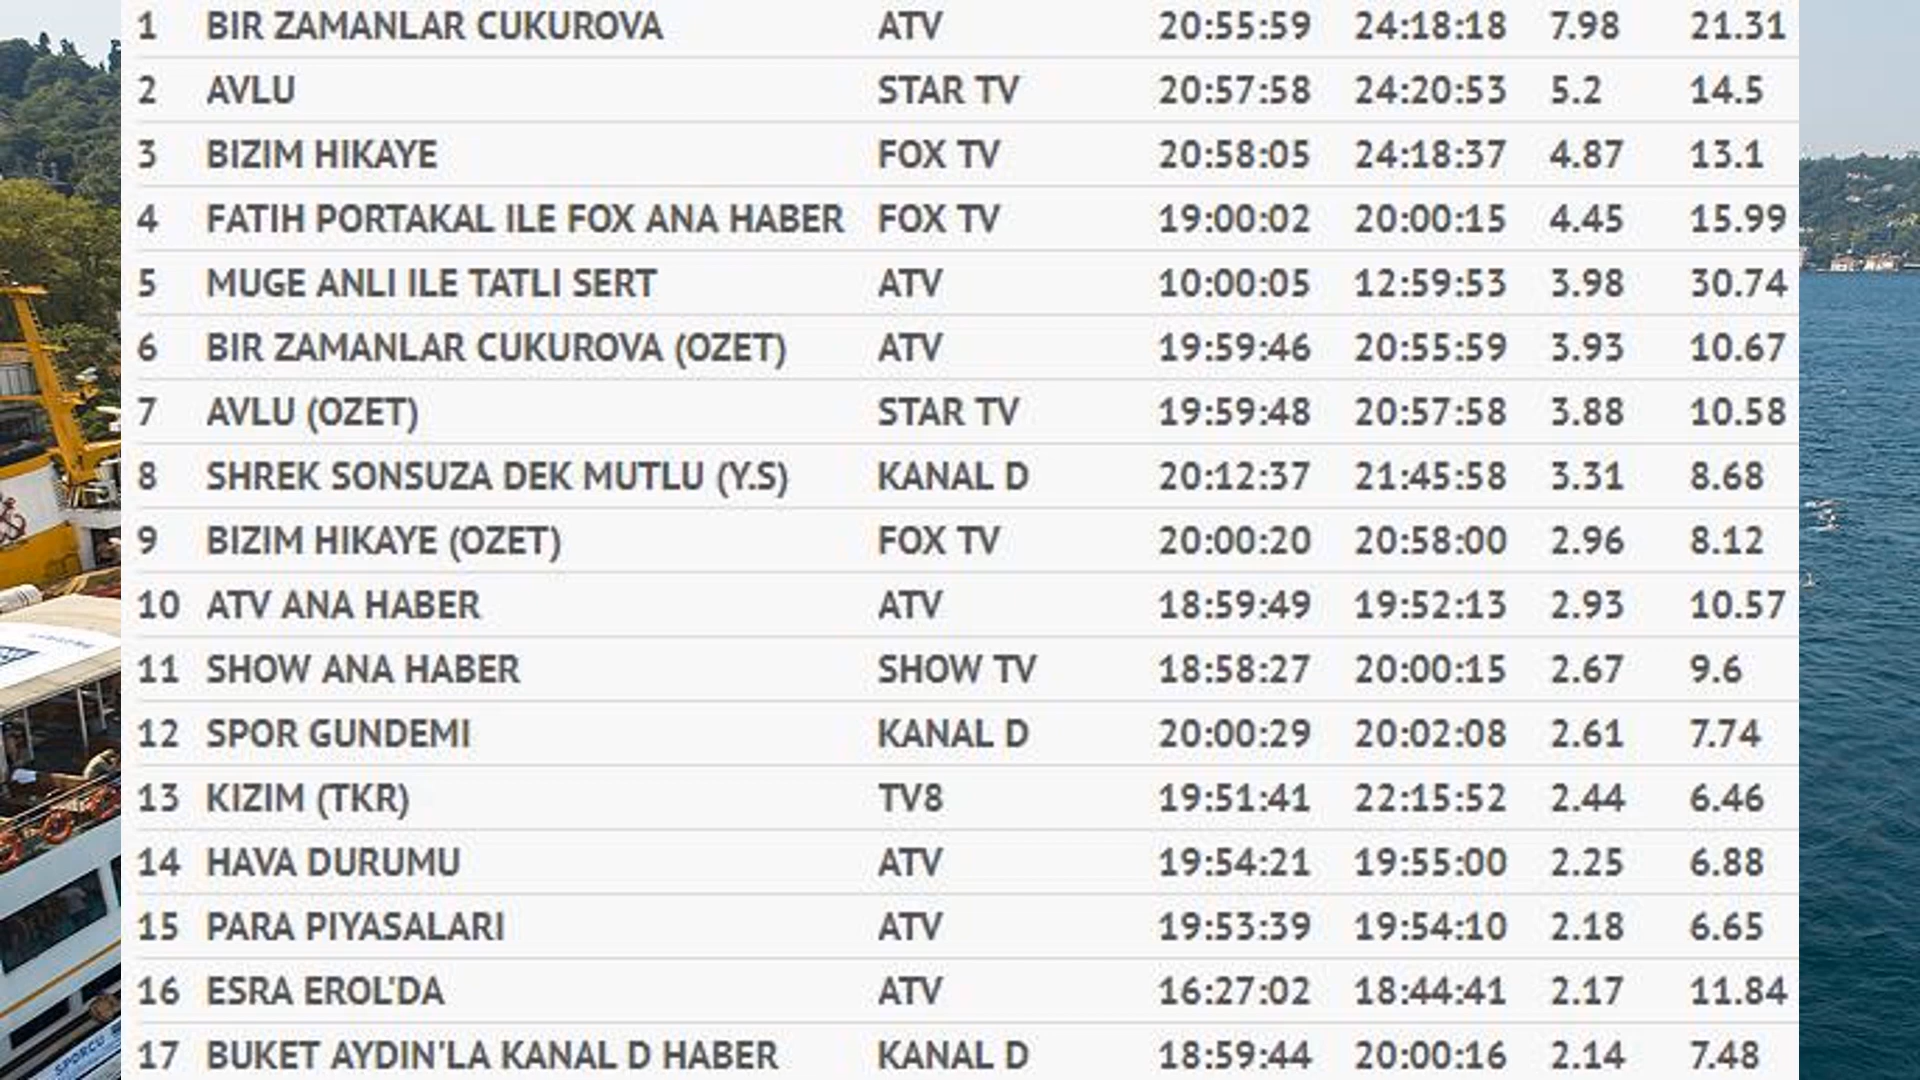 1 BIR ZAMANLAR CUKUROVA ATV 20:55:59 24:18:18 7.98 21.31
2 AVLU STAR TV 20:57:58 24:20:53 5.2 14.5
3 BIZIM HIKAYE FOX TV 20:58:05 24:18:37 4.87 13.1
4 FATIH PORTAKAL ILE FOX ANA HABER FOX TV 19:00:02 20:00:15 4.45 15.99
5 MUGE ANLI ILE TATLI SERT ATV 10:00:05 12:59:53 3.98 30.74
6 BIR ZAMANLAR CUKUROVA (OZET) ATV 19:59:46 20:55:59 3.93 10.67
7 AVLU (OZET) STAR TV 19:59:48 20:57:58 3.88 10.58
8 SHREK SONSUZA DEK MUTLU (Y.S) KANAL D 20:12:37 21:45:58 3.31 8.68
9 BIZIM HIKAYE (OZET) FOX TV 20:00:20 20:58:00 2.96 8.12
10 ATV ANA HABER ATV 18:59:49 19:52:13 2.93 10.57
11 SHOW ANA HABER SHOW TV 18:58:27 20:00:15 2.67 9.6
12 SPOR GUNDEMI KANAL D 20:00:29 20:02:08 2.61 7.74
13 KIZIM (TKR) TV8 19:51:41 22:15:52 2.44 6.46
14 HAVA DURUMU ATV 19:54:21 19:55:00 2.25 6.88
15 PARA PIYASALARI ATV 19:53:39 19:54:10 2.18 6.65
16 ESRA EROL'DA ATV 16:27:02 18:44:41 2.17 11.84
17 BUKET AYDIN'LA KANAL D HABER KANAL D 18:59:44 20:00:16 2.14 7.48
SPORCU